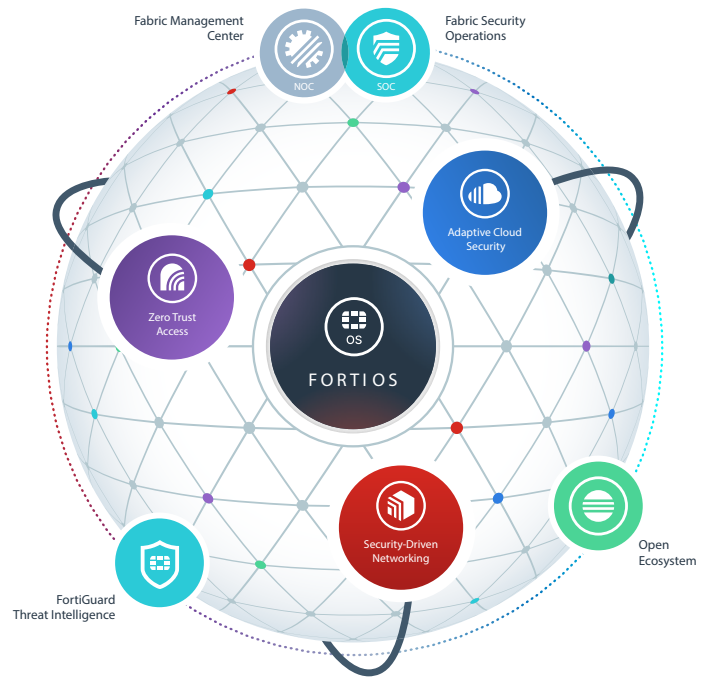 Fabric Management
Center
NOC
SOC
Fabric Security
Operations
Adaptive Cloud
Security
Zero Trust
Access
OS
FORTIOS
Security-Driven
Networking
Open
Ecosystem
FortiGuard
Threat Intelligence